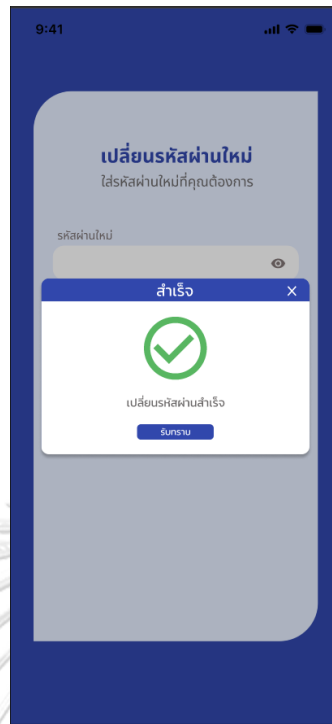 9:41
เปลี่ยนรหัสผ่านใหม่
ใส่รหัสผ่านใหม่ที่คุณต้องการ
รหัสผ่านใหม่
สำเร็จ X
เปลี่ยนรหัสผ่านสำเร็จ
รับทราบ